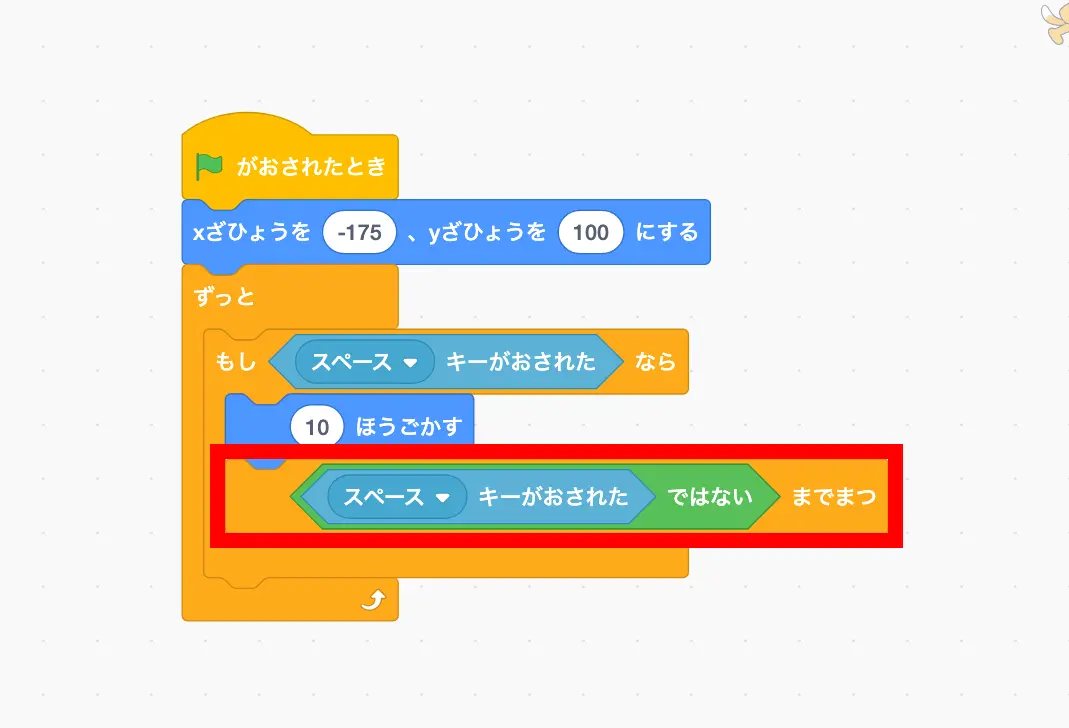 がおされたとき
xざひょうを -175 、yざひょうを 100 にする
ずっと
もし スペース キーがおされた なら
10 ほうごかす
スペース キーがおされた ではない までまつ